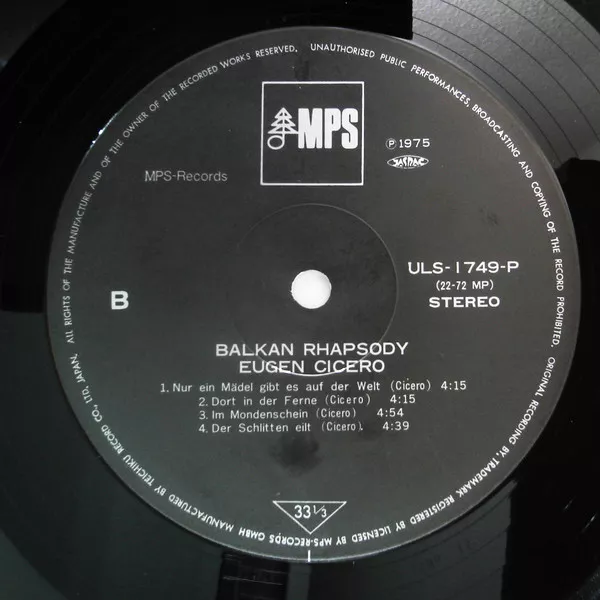 ALL RIGHTS OF THE MANUFACTURE AND OF THE OWNER OF THE RECORDED WORKS RESERVED. UNAUTHORISED PUBLIC PERFORMANCES, BROADCASTING AND COPYING OF THE RECORD PROHIBITED.
MPS
Ⓟ1975
JASRAC
MPS-Records
ULS-1749-P
(22-72 MP)
B
STEREO
BALKAN RHAPSODY
EUGEN CICERO
1. Nur ein Mädel gibt es auf der Welt (Cicero) 4:15
2. Dort in der Ferne (Cicero) 4:15
3. Im Mondenschein (Cicero) 4:54
4. Der Schlitten eilt (Cicero) 4:39
33 1/3
MANUFACTURED BY TEICHIKU RECORD CO., LTD. JAPAN.
ORIGINAL RECORDING BY, TRADEMARK REGISTERED BY, LICENSED BY, MPS-RECORDS GMBH